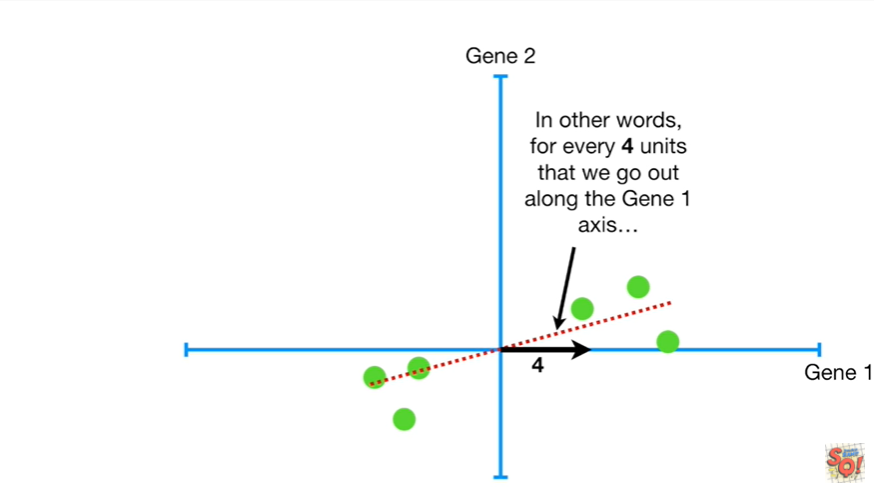 Gene 2
In other words,
for every 4 units
that we go out
along the Gene 1
axis…
4
Gene 1
SQ!